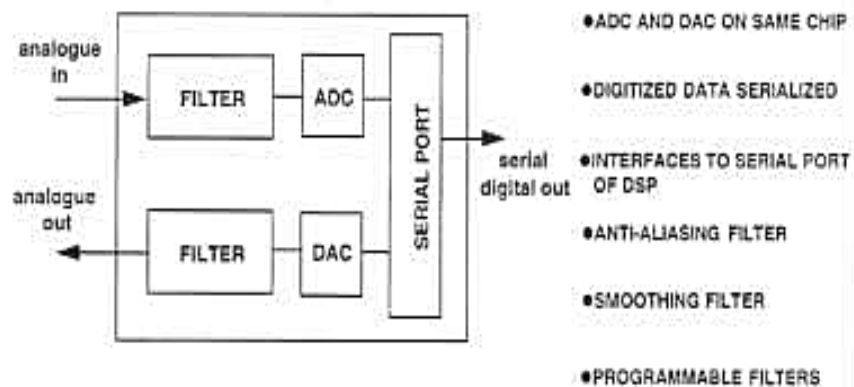 analogue
in
FILTER
ADC
SERIAL PORT
serial
digital out
analogue
out
FILTER
DAC
●ADC AND DAC ON SAME CHIP
●DIGITIZED DATA SERIALIZED
●INTERFACES TO SERIAL PORT
OF DSP
●ANTI-ALIASING FILTER
●SMOOTHING FILTER
●PROGRAMMABLE FILTERS